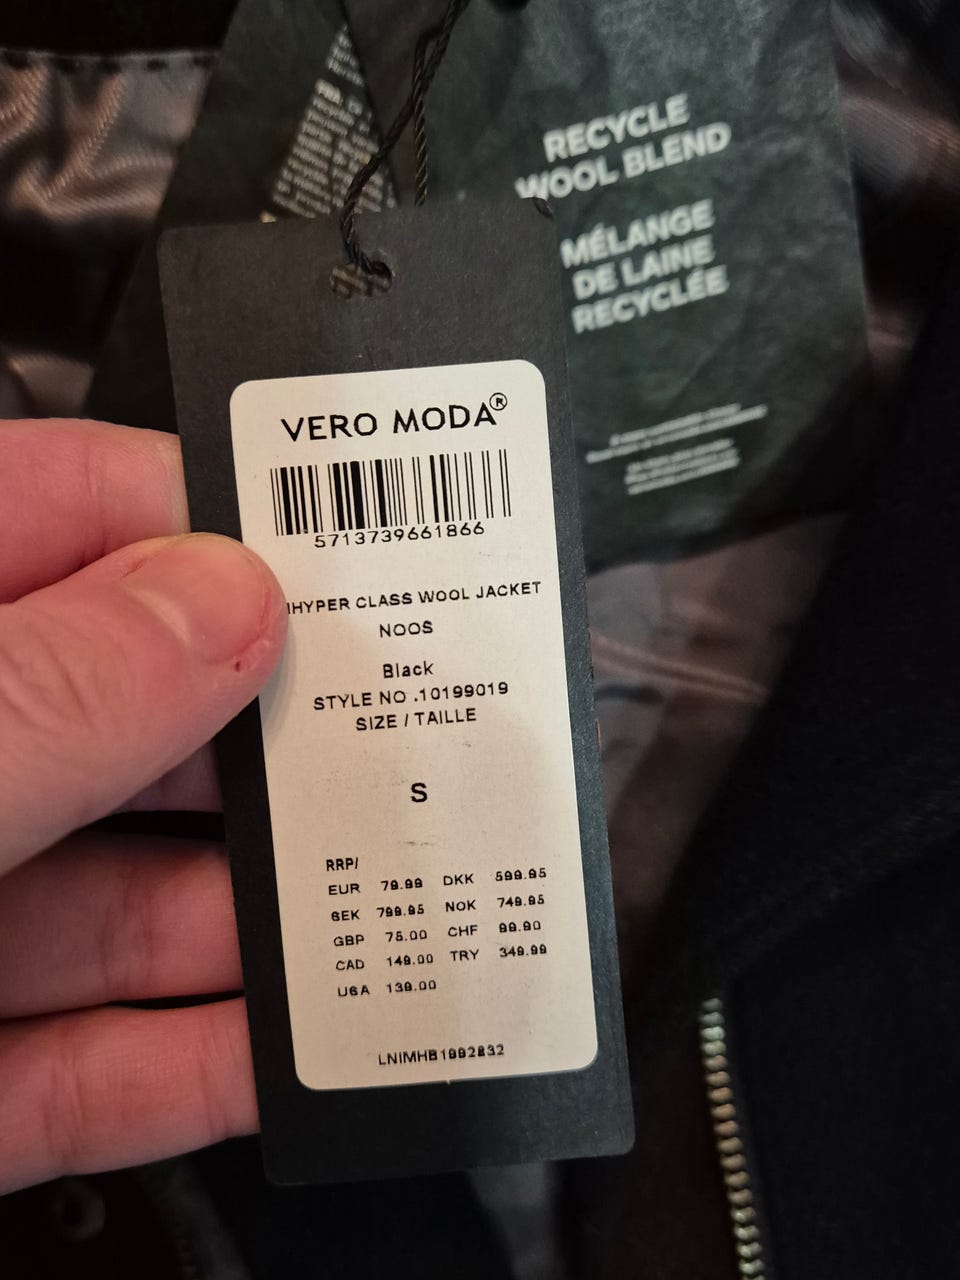 RECYCLE
WOOL BLEND
MÉLANGE
DE LAINE
RECYCLÉE
VERO MODA®
5713739661866
HYPER CLASS WOOL JACKET
NOOS
Black
STYLE NO .10199019
SIZE / TAILLE
S
RRP/
EUR 79.99 DKK 599.95
SEK 799.95 NOK 749.95
GBP 75.00 CHF 99.90
CAD 149.00 TRY 349.99
USA 139.00
LNIMHB1992832